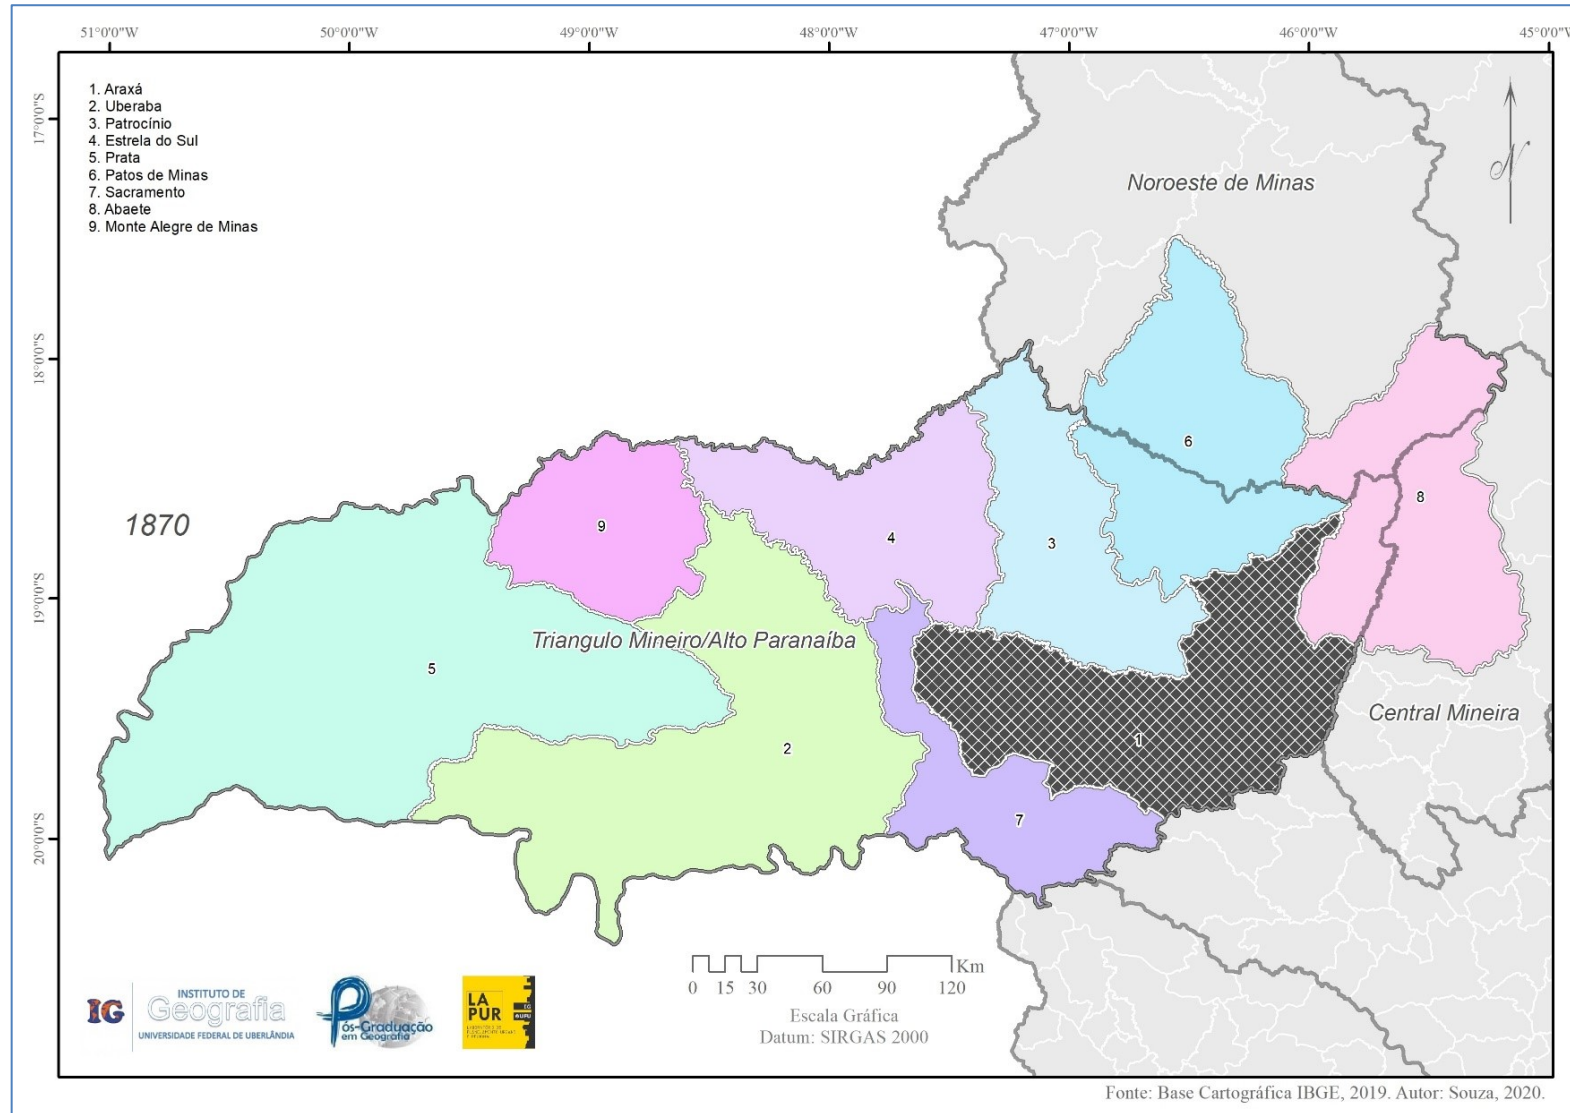 51°0'0"W 50°0'0"W 49°0'0"W 48°0'0"W 47°0'0"W 46°0'0"W 45°0'0"W
17°0'0"S
18°0'0"S
19°0'0"S
20°0'0"S
1. Araxá
2. Uberaba
3. Patrocínio
4. Estrela do Sul
5. Prata
6. Patos de Minas
7. Sacramento
8. Abaete
9. Monte Alegre de Minas
N
Noroeste de Minas
6
8
1870
9
4
3
Triangulo Mineiro/Alto Paranaíba
5
Central Mineira
2
1
7
Km
0 15 30 60 90 120
Escala Gráfica
Datum: SIRGAS 2000
IG
INSTITUTO DE
Geografia
UNIVERSIDADE FEDERAL DE UBERLÂNDIA
Pós-Graduação
em Geografia
LA
PUR
IG
UFU
Fonte: Base Cartográfica IBGE, 2019. Autor: Souza, 2020.